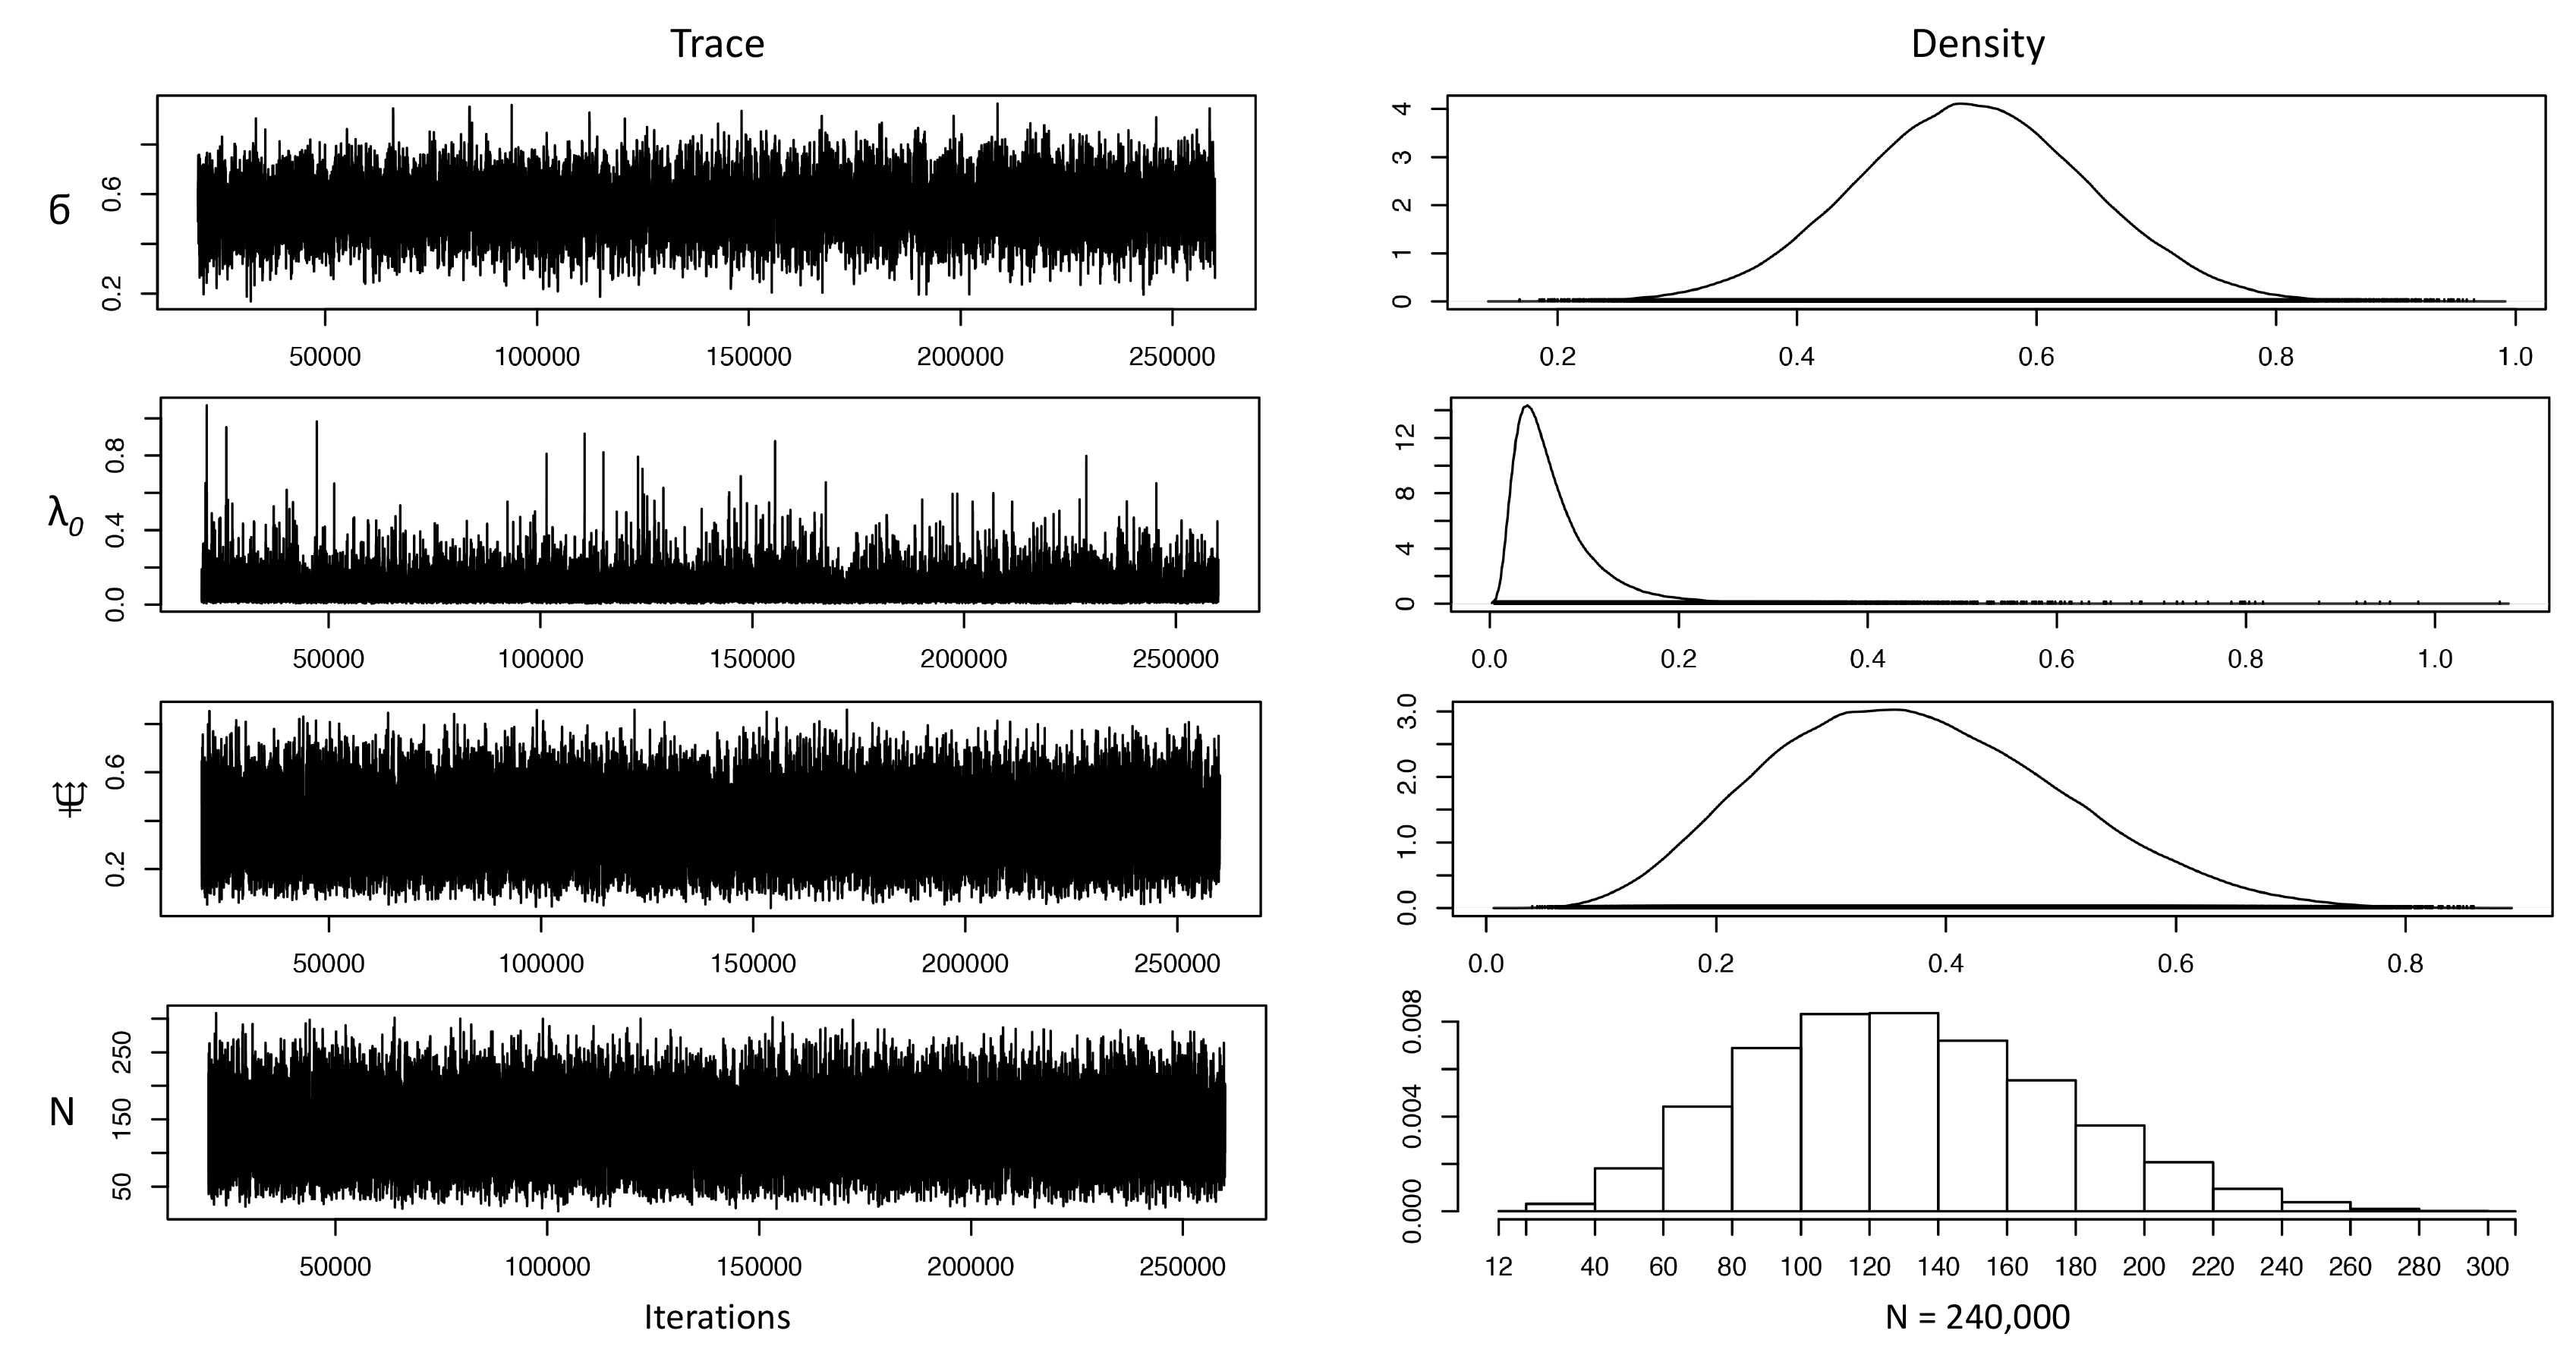 Trace Density
б
0.2 0.6
50000 100000 150000 200000 250000
0 1 2 3 4
0.2 0.4 0.6 0.8 1.0
λ0
0.0 0.4 0.8
50000 100000 150000 200000 250000
0 4 8 12
0.0 0.2 0.4 0.6 0.8 1.0
0.2 0.6
50000 100000 150000 200000 250000
0.0 1.0 2.0 3.0
0.0 0.2 0.4 0.6 0.8
N
50 150 250
50000 100000 150000 200000 250000
0.000 0.004 0.008
12 40 60 80 100 120 140 160 180 200 220 240 260 280 300
Iterations
N = 240,000